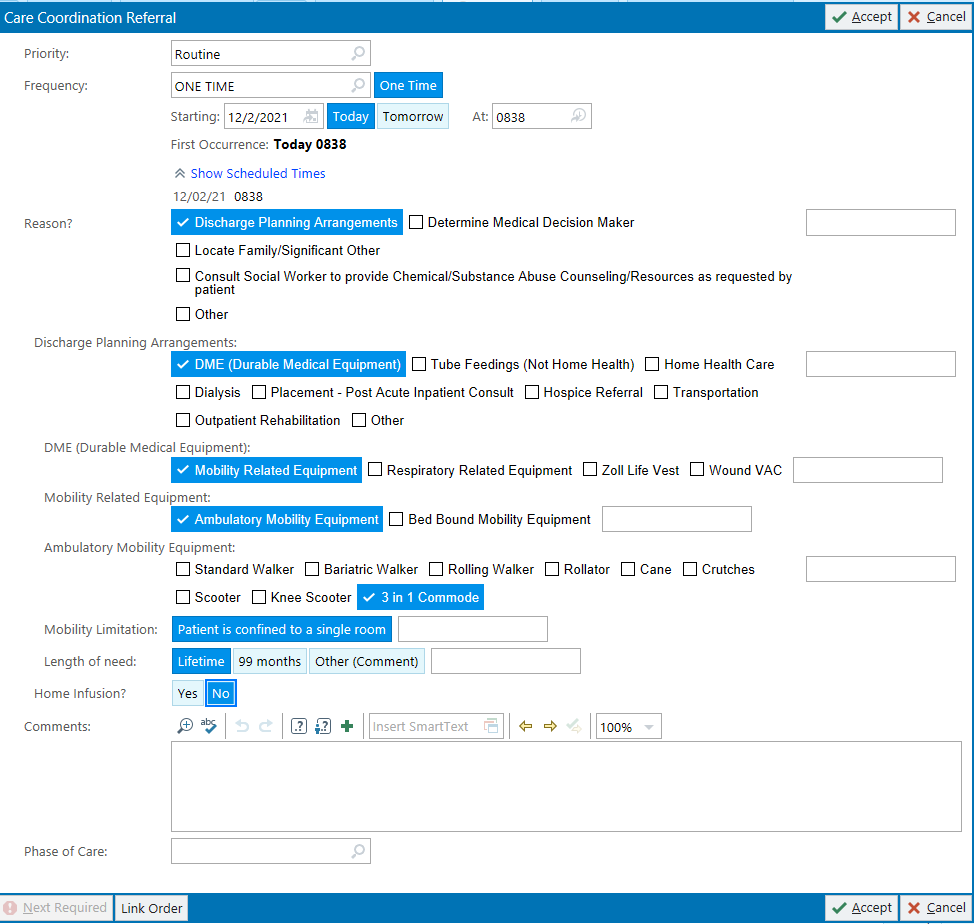 Care Coordination Referral Accept Cancel
Priority: Routine
Frequency: ONE TIME One Time
Starting: 12/2/2021 Today Tomorrow At: 0838
First Occurrence: Today 0838
Show Scheduled Times
12/02/21 0838
Reason? Discharge Planning Arrangements Determine Medical Decision Maker
Locate Family/Significant Other
Consult Social Worker to provide Chemical/Substance Abuse Counseling/Resources as requested by
patient
Other
Discharge Planning Arrangements:
DME (Durable Medical Equipment) Tube Feedings (Not Home Health) Home Health Care
Dialysis Placement - Post Acute Inpatient Consult Hospice Referral Transportation
Outpatient Rehabilitation Other
DME (Durable Medical Equipment):
Mobility Related Equipment Respiratory Related Equipment Zoll Life Vest Wound VAC
Mobility Related Equipment:
Ambulatory Mobility Equipment Bed Bound Mobility Equipment
Ambulatory Mobility Equipment:
Standard Walker Bariatric Walker Rolling Walker Rollator Cane Crutches
Scooter Knee Scooter 3 in 1 Commode
Mobility Limitation: Patient is confined to a single room
Length of need: Lifetime 99 months Other (Comment)
Home Infusion? Yes No
Comments: abc Insert SmartText 100%
Phase of Care:
Next Required Link Order Accept Cancel